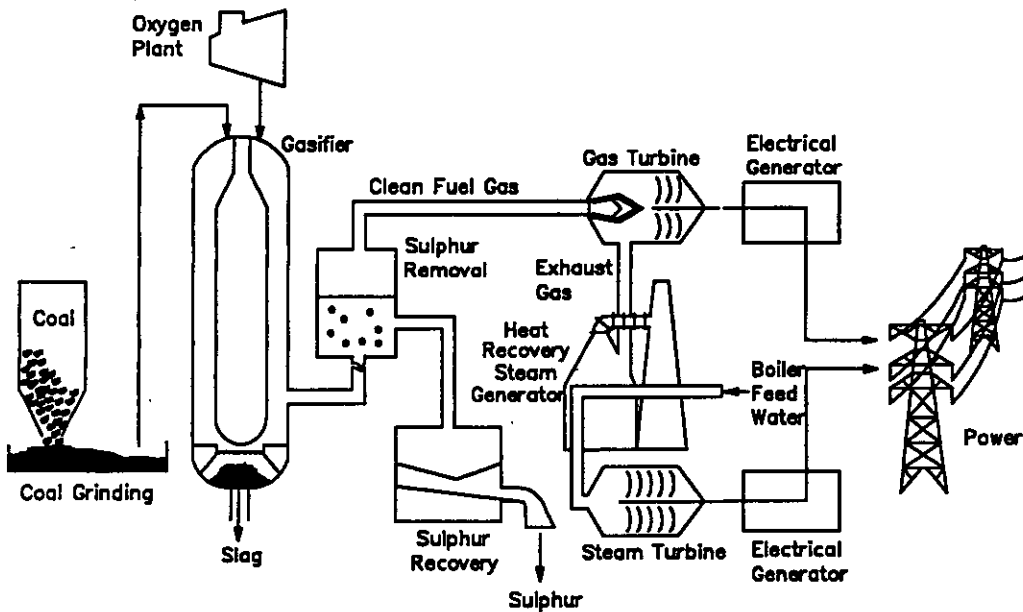 Oxygen
Plant
Gasifier
Gas Turbine
Electrical
Generator
Clean Fuel Gas
Sulphur
Removal
Exhaust
Gas
Coal
Heat
Recovery
Steam
Generator
Boiler
Feed
Water
Power
Coal Grinding
Slag
Sulphur
Recovery
Steam Turbine
Electrical
Generator
Sulphur